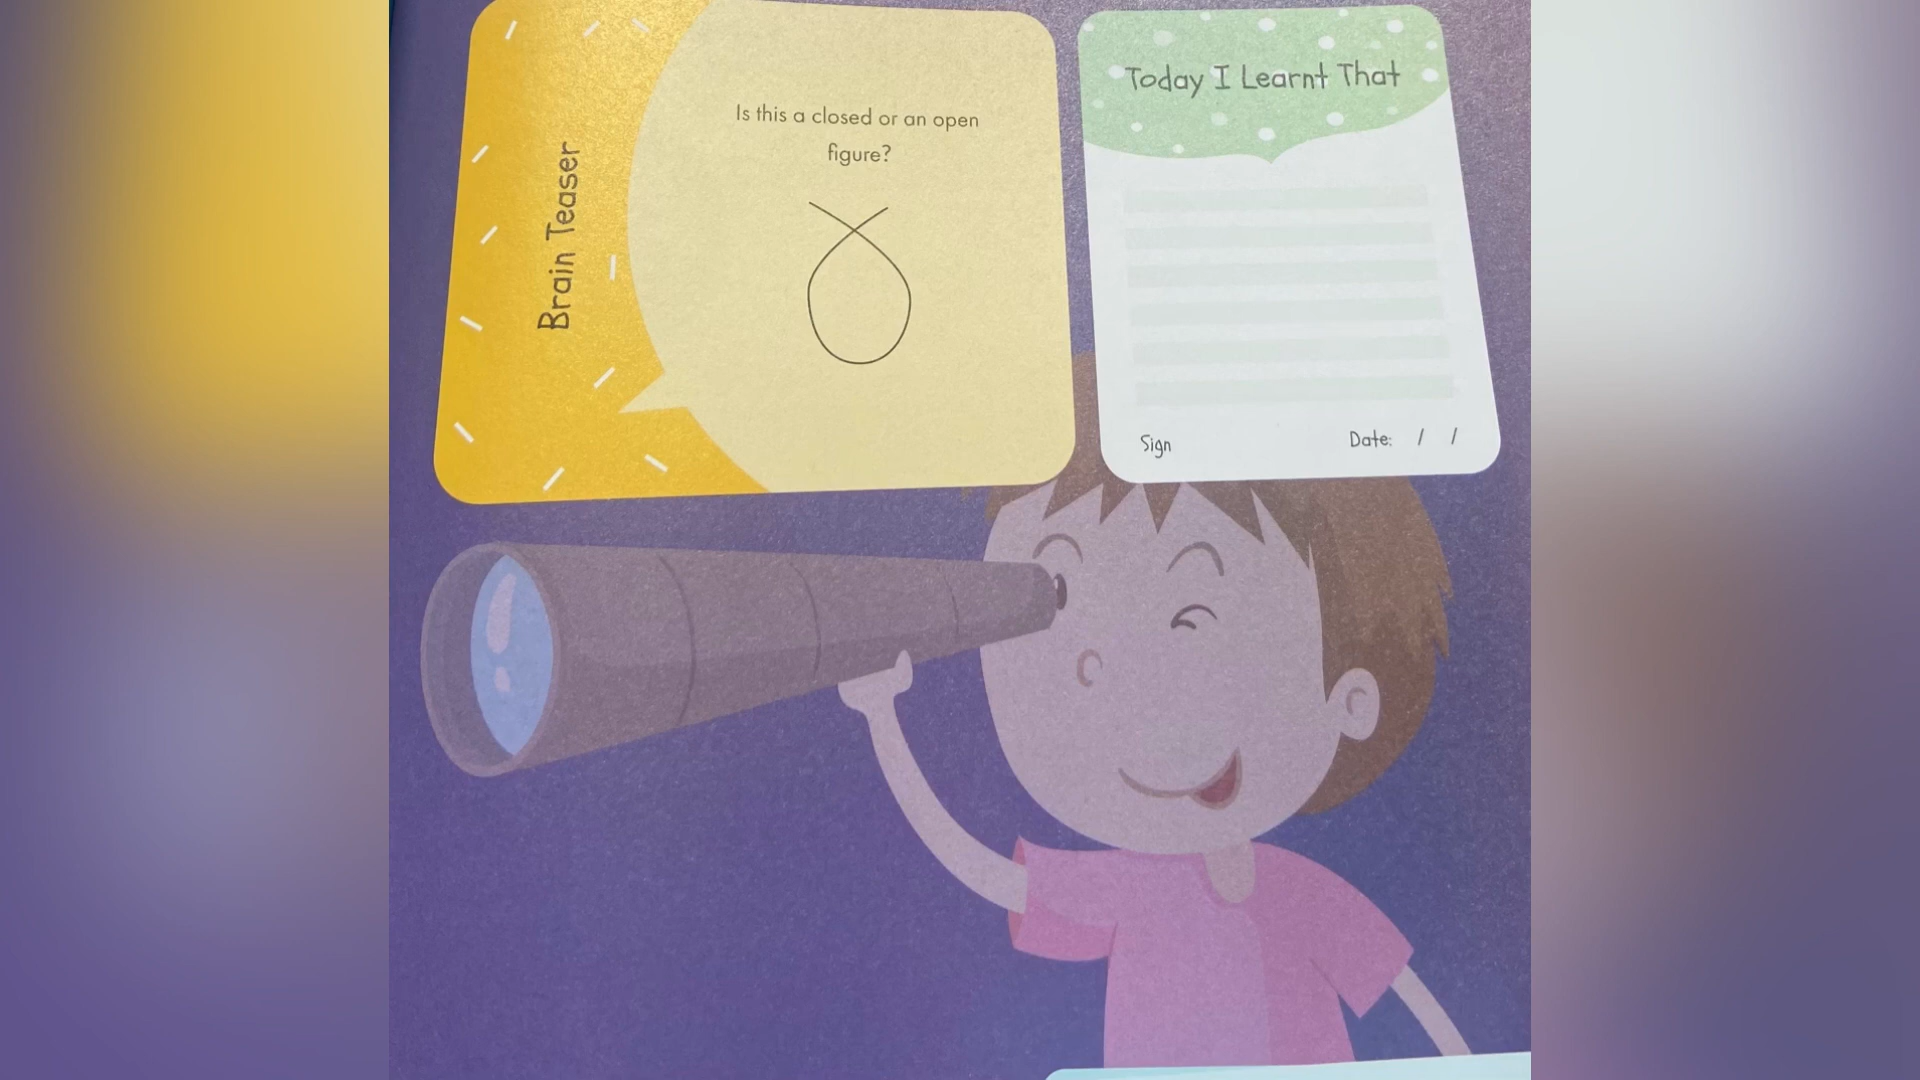 Brain Teaser
Is this a closed or an open
figure?
Today I Learnt That
Sign
Date: / /